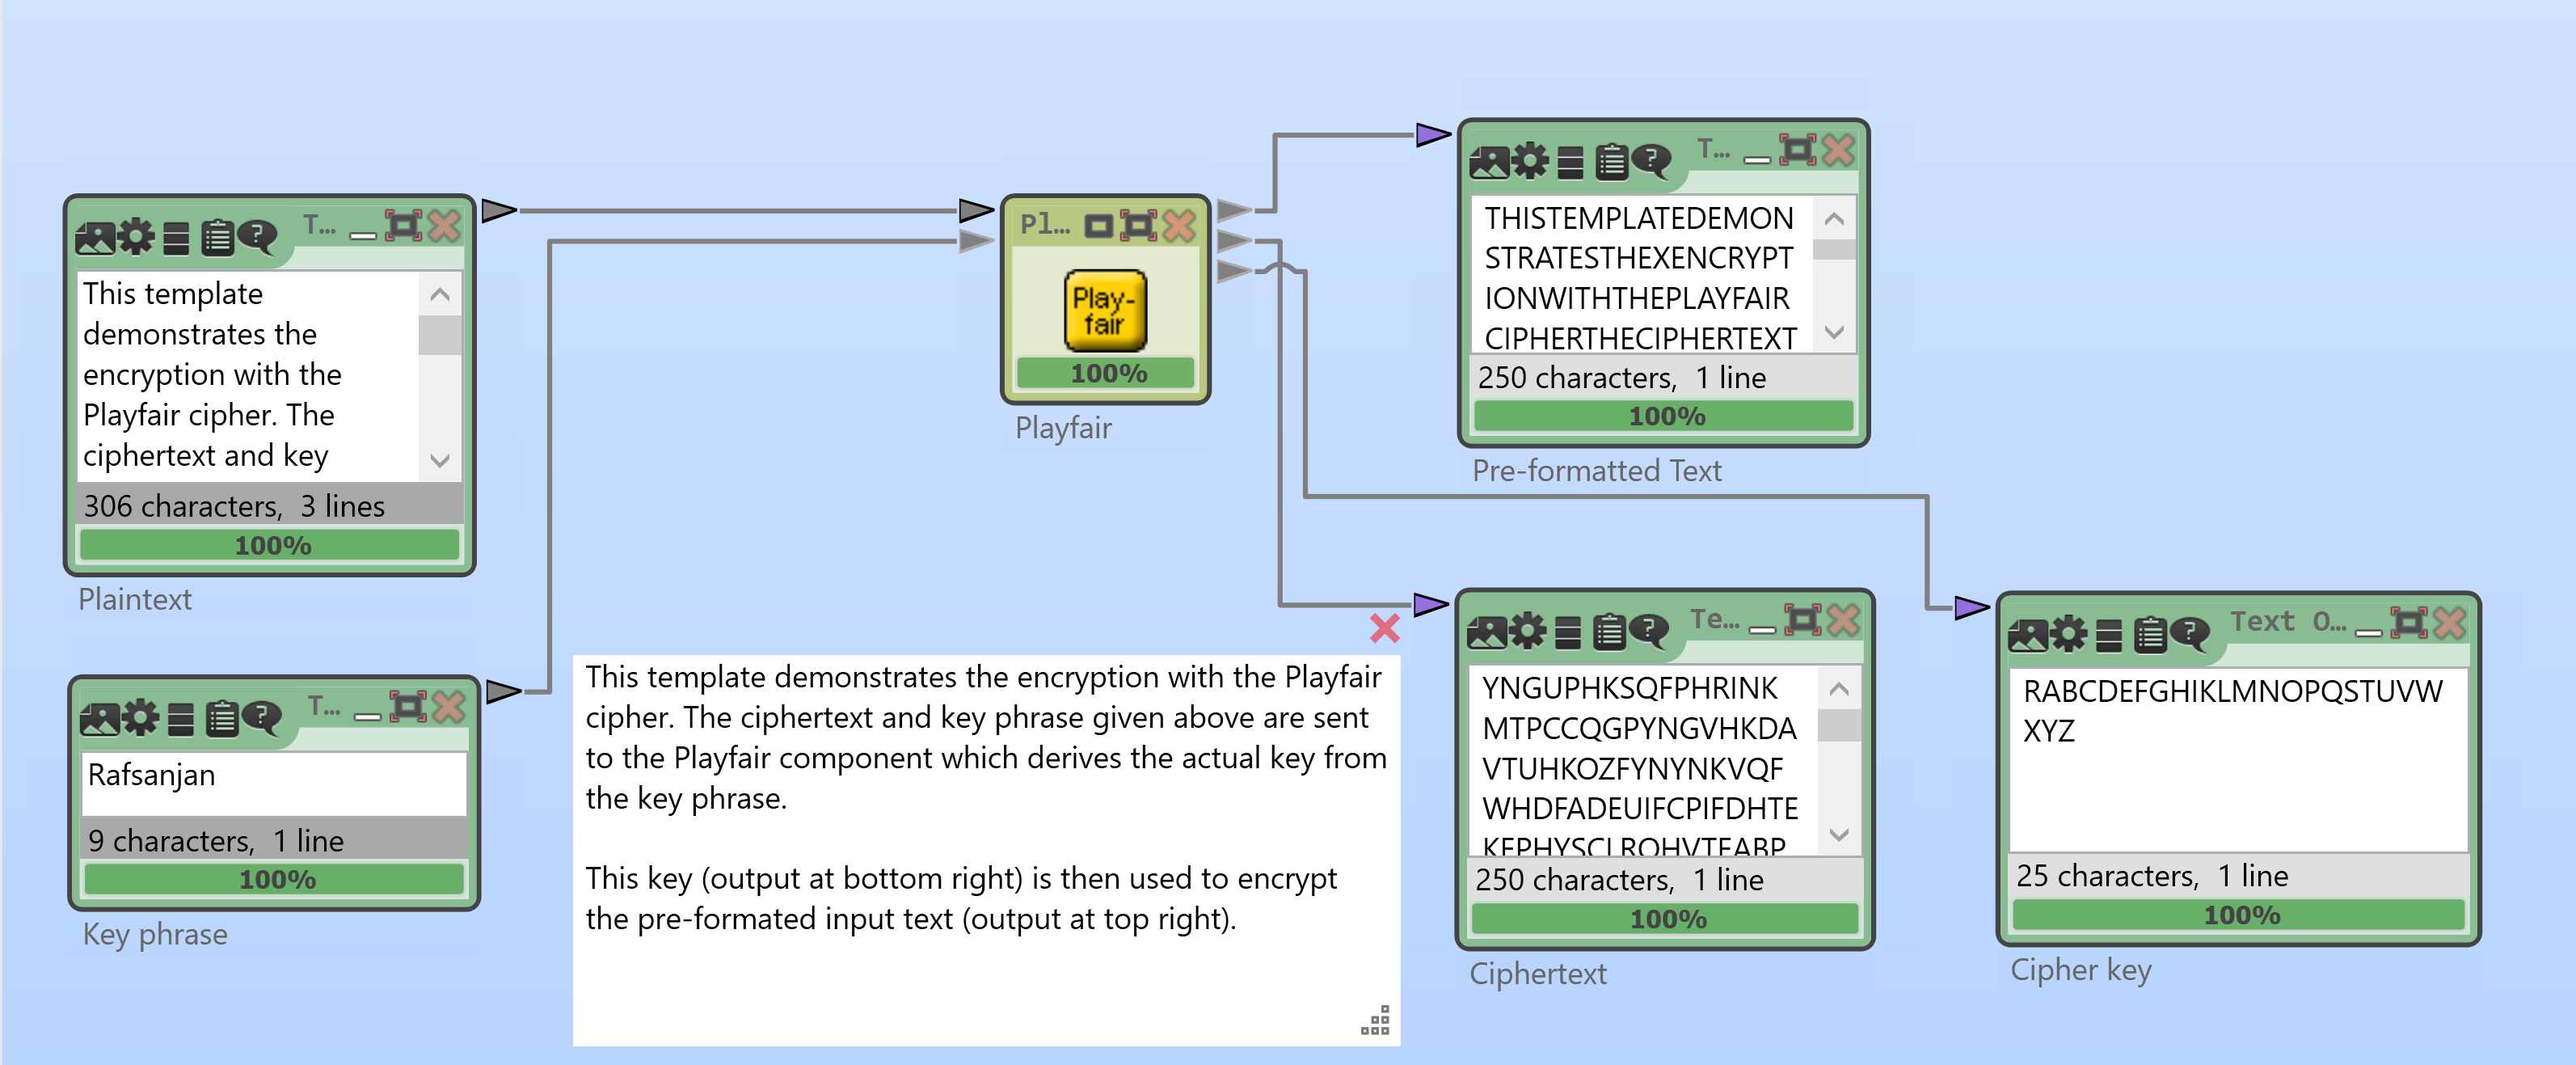 T...
This template
demonstrates the
encryption with the
Playfair cipher. The
ciphertext and key
306 characters, 3 lines
100%
Plaintext
T...
Rafsanjan
9 characters, 1 line
100%
Key phrase
Pl...
Play-
fair
100%
Playfair
T...
THISTEMPLATEDEMON
STRATESTHEXENCRYPT
IONWITHTHEPLAYFAIR
CIPHERTHECIPHERTEXT
250 characters, 1 line
100%
Pre-formatted Text
This template demonstrates the encryption with the Playfair
cipher. The ciphertext and key phrase given above are sent
to the Playfair component which derives the actual key from
the key phrase.
This key (output at bottom right) is then used to encrypt
the pre-formated input text (output at top right).
Te...
YNGUPHKSQFPHRINK
MTPCCQGPYNGVHKDA
VTUHKOZFYNYNKVQF
WHDFADEUIFCPIFDHTE
KFPHYSCLROHVTFABP
250 characters, 1 line
100%
Ciphertext
Text O...
RABCDEFGHIKLMNOPQSTUVW
XYZ
25 characters, 1 line
100%
Cipher key